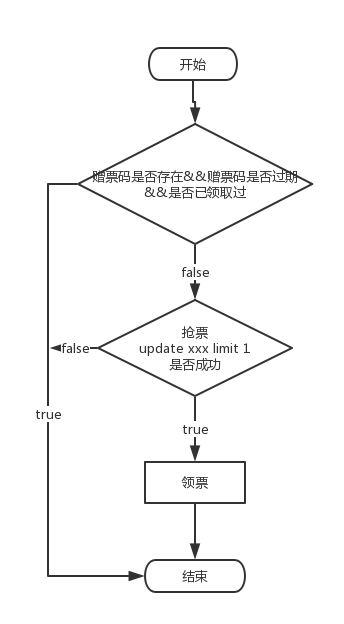 开始
赠票码是否存在&&赠票码是否过期
&&是否已领取过
false
抢票
update xxx limit 1
是否成功
false
true
true
领票
结束